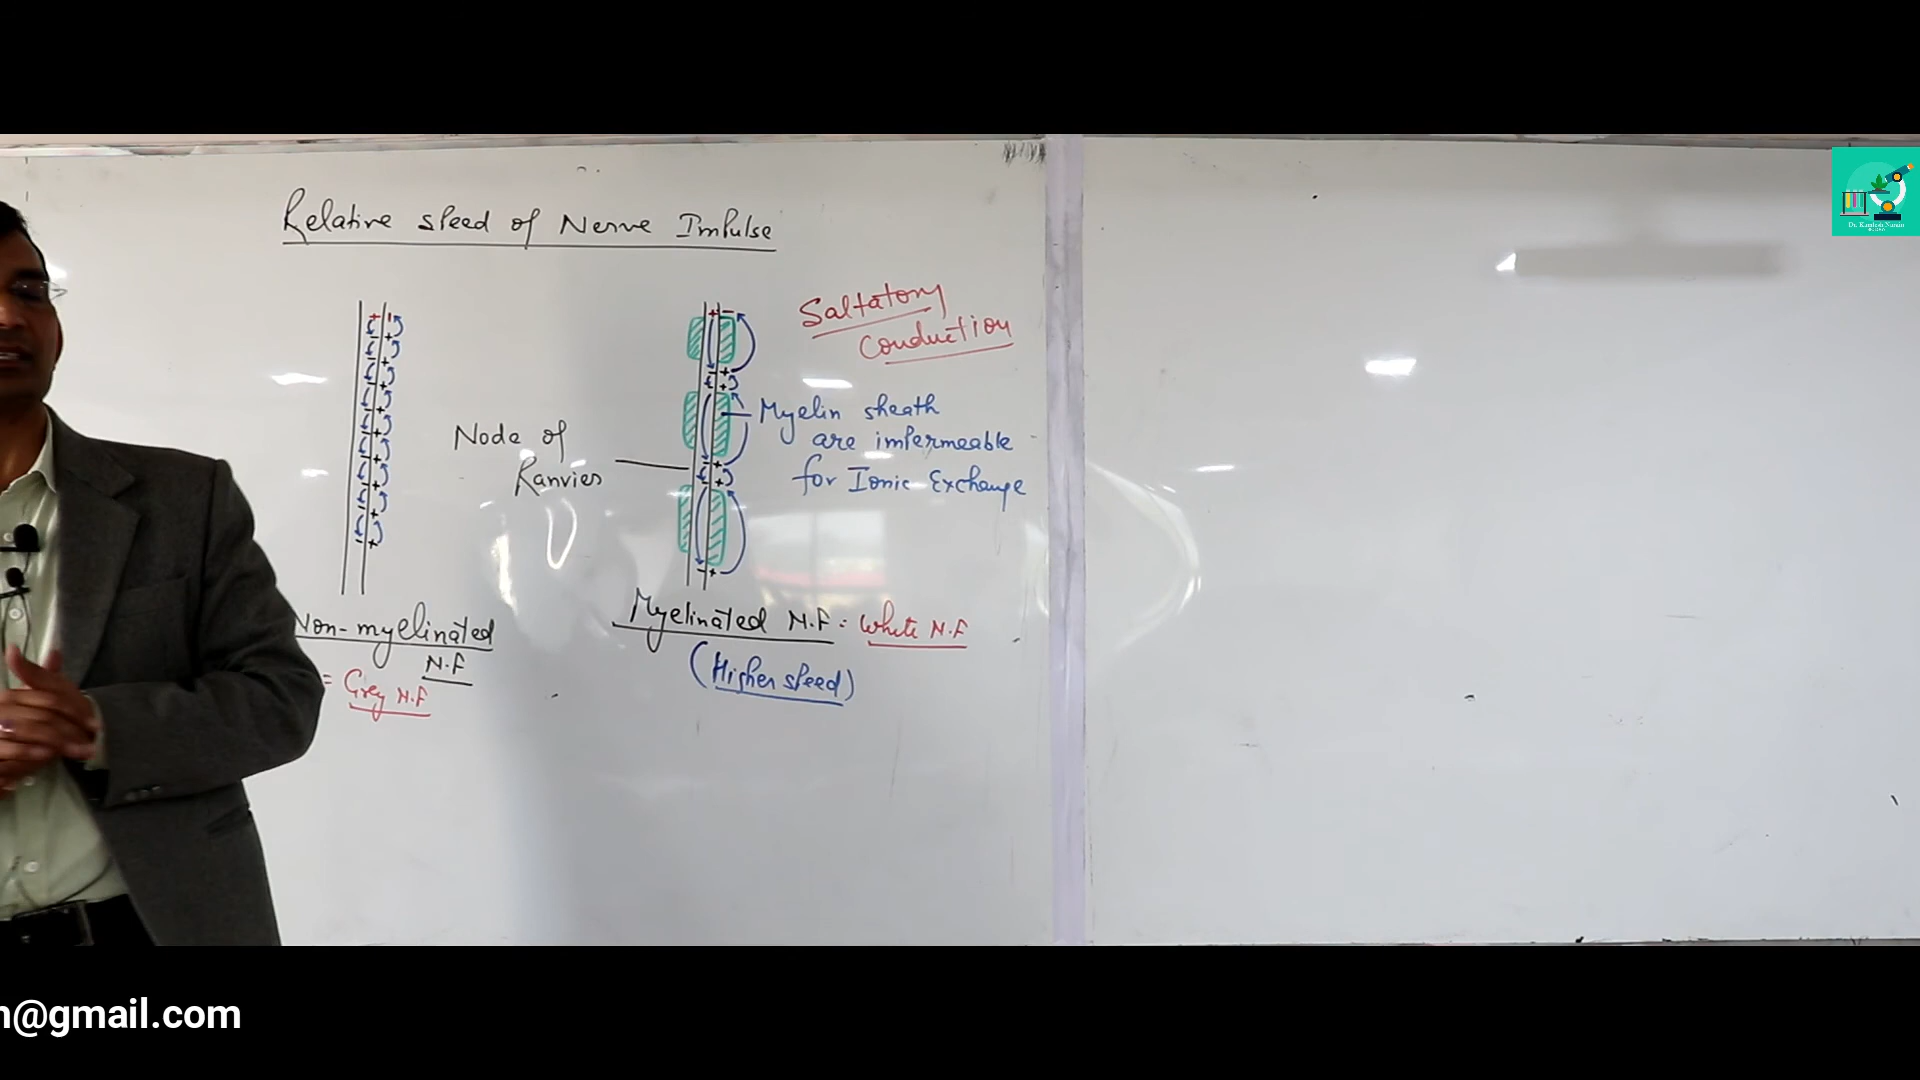 Relative speed of Nerve Impulse
Saltatory
Conduction
Node of
Ranvier
Myelin sheath
are impermeable
for Ionic Exchange
Non-myelinated
N.F
= Grey N.F
Myelinated N.F = White N.F
(Higher speed)
n@gmail.com